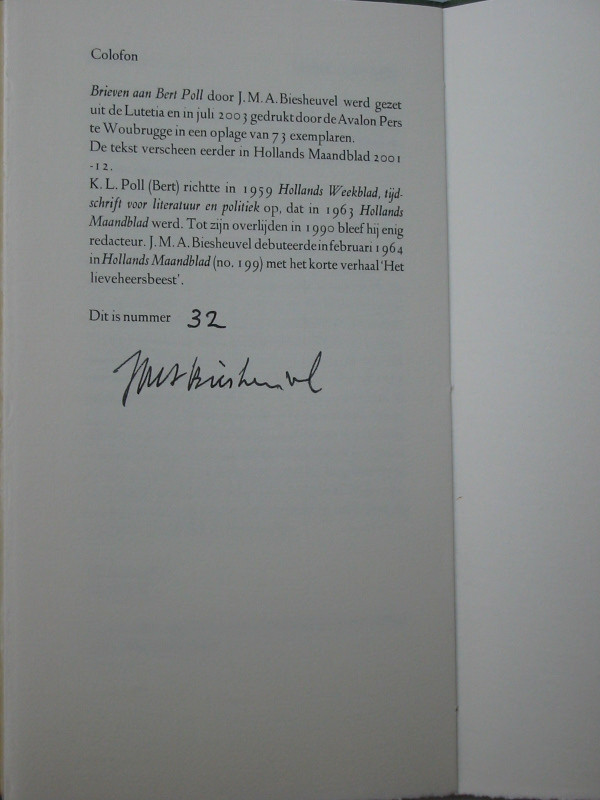 Colofon
Brieven aan Bert Poll door J.M.A. Biesheuvel werd gezet
uit de Lutetia en in juli 2003 gedrukt door de Avalon Pers
te Woubrugge in een oplage van 73 exemplaren.
De tekst verscheen eerder in Hollands Maandblad 2001
-12.
K. L. Poll (Bert) richtte in 1959 Hollands Weekblad, tijd-
schrift voor literatuur en politiek op, dat in 1963 Hollands
Maandblad werd. Tot zijn overlijden in 1990 bleef hij enig
redacteur. J.M.A. Biesheuvel debuteerde in februari 1964
in Hollands Maandblad (no. 199) met het korte verhaal 'Het
lieveheersbeest'.
Dit is nummer 32
JMA Biesheuvel